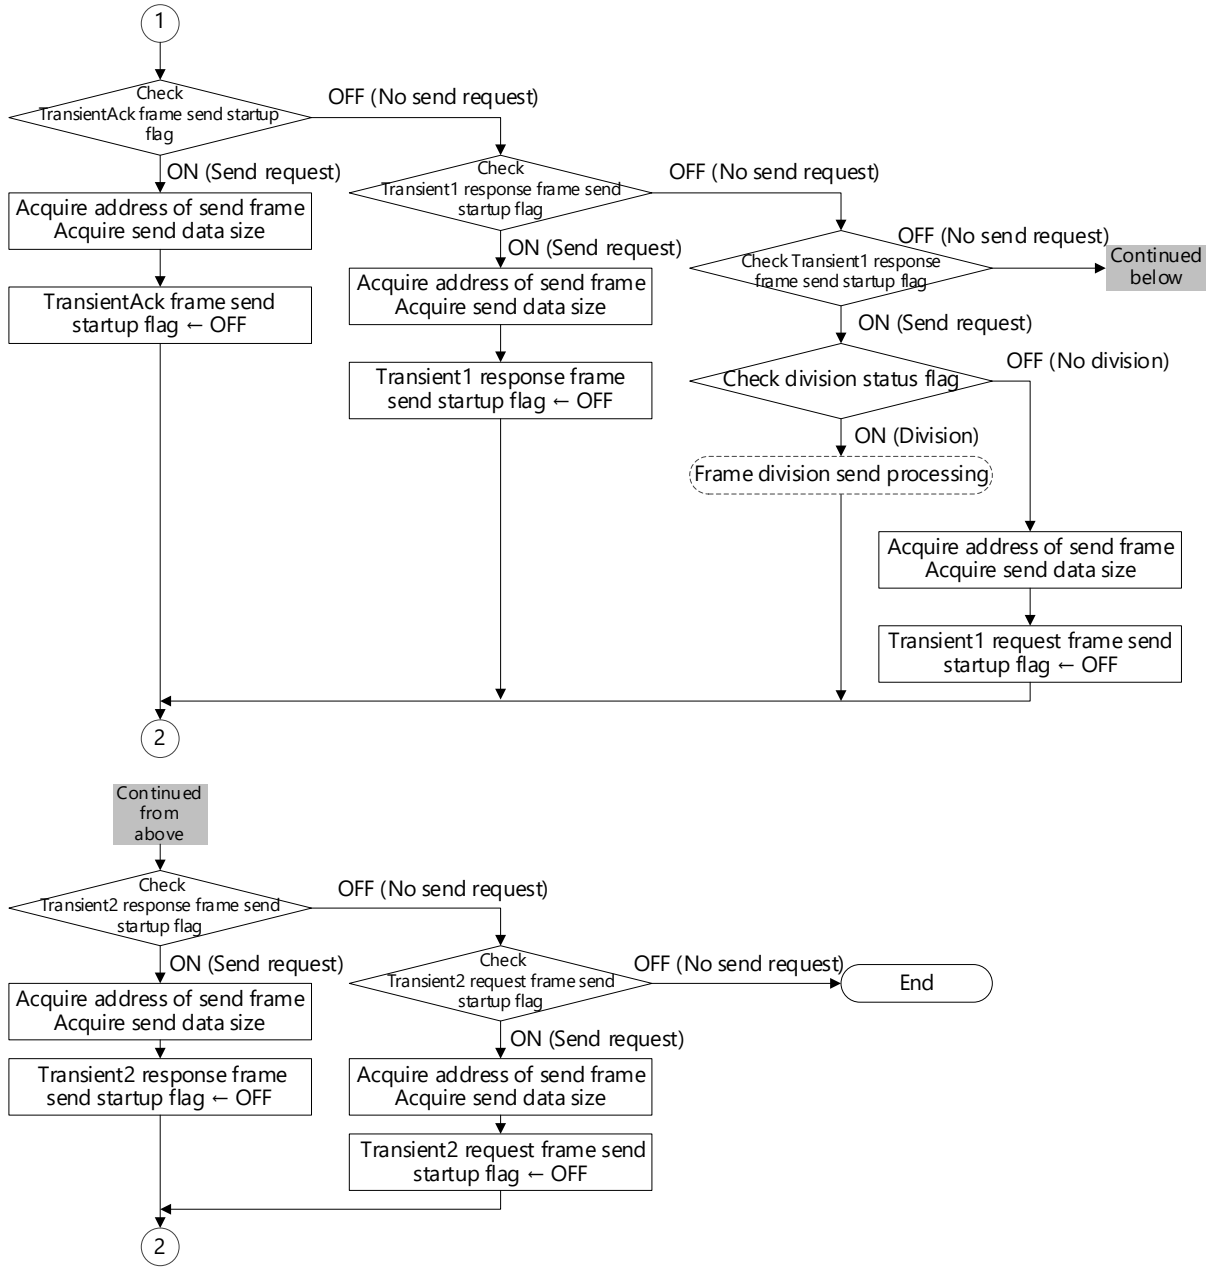 1
Check
TransientAck frame send startup
flag
OFF (No send request)
ON (Send request)
Acquire address of send frame
Acquire send data size
TransientAck frame send
startup flag ← OFF
Check
Transient1 response frame send
startup flag
OFF (No send request)
ON (Send request)
Acquire address of send frame
Acquire send data size
Transient1 response frame
send startup flag ← OFF
Check Transient1 response
frame send startup flag
OFF (No send request)
Continued
below
ON (Send request)
Check division status flag
OFF (No division)
ON (Division)
Frame division send processing
Acquire address of send frame
Acquire send data size
Transient1 request frame send
startup flag ← OFF
2
Continued
from
above
Check
Transient2 response frame send
startup flag
OFF (No send request)
ON (Send request)
Acquire address of send frame
Acquire send data size
Transient2 response frame
send startup flag ← OFF
Check
Transient2 request frame send
startup flag
OFF (No send request)
End
ON (Send request)
Acquire address of send frame
Acquire send data size
Transient2 request frame send
startup flag ← OFF
2